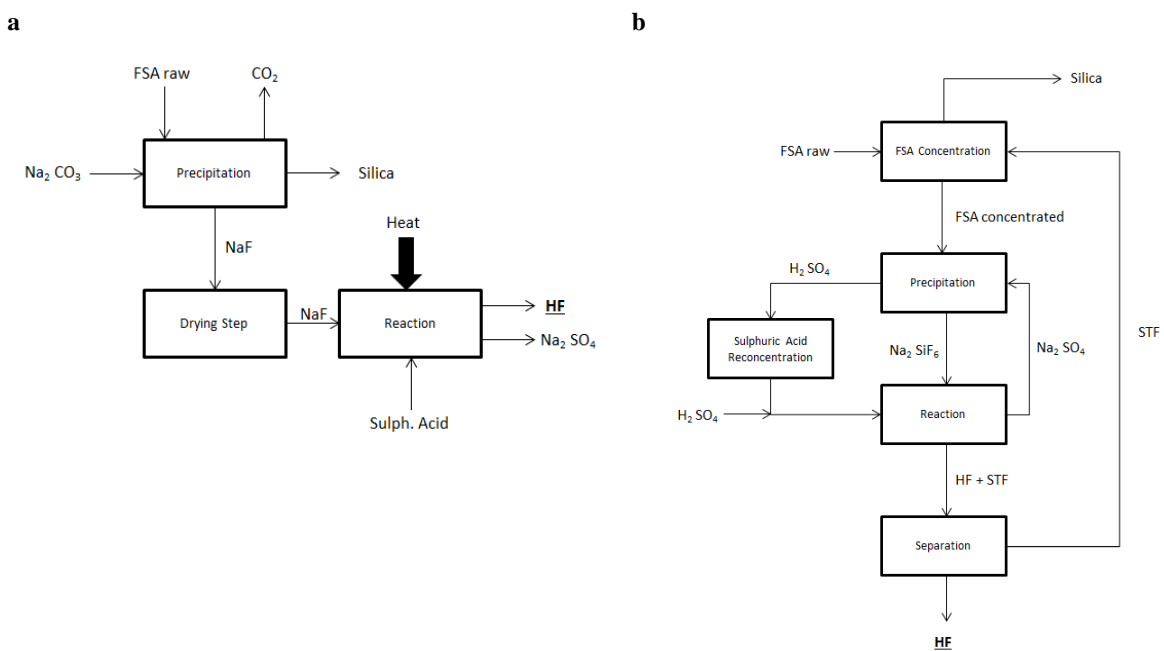 a
FSA raw
CO₂
Na₂ CO₃
Precipitation
Silica
NaF
Heat
Drying Step
NaF
Reaction
HF
Na₂ SO₄
Sulph. Acid
b
Silica
FSA raw
FSA Concentration
FSA concentrated
H₂ SO₄
Precipitation
Sulphuric Acid
Reconcentration
Na₂ SiF₆
Na₂ SO₄
STF
H₂ SO₄
Reaction
HF + STF
Separation
HF